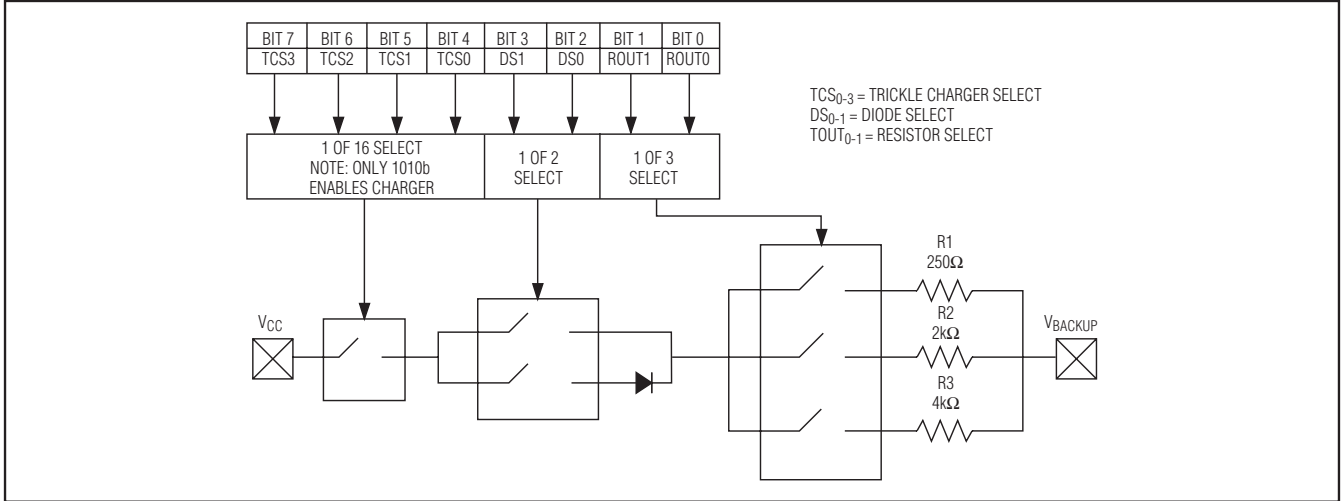 BIT 7 BIT 6 BIT 5 BIT 4 BIT 3 BIT 2 BIT 1 BIT 0
TCS3 TCS2 TCS1 TCS0 DS1 DS0 ROUT1 ROUT0
TCS0-3 = TRICKLE CHARGER SELECT
DS0-1 = DIODE SELECT
TOUT0-1 = RESISTOR SELECT
1 OF 16 SELECT
NOTE: ONLY 1010b
ENABLES CHARGER
1 OF 2
SELECT
1 OF 3
SELECT
VCC
R1
250Ω
R2
2kΩ
R3
4kΩ
VBACKUP